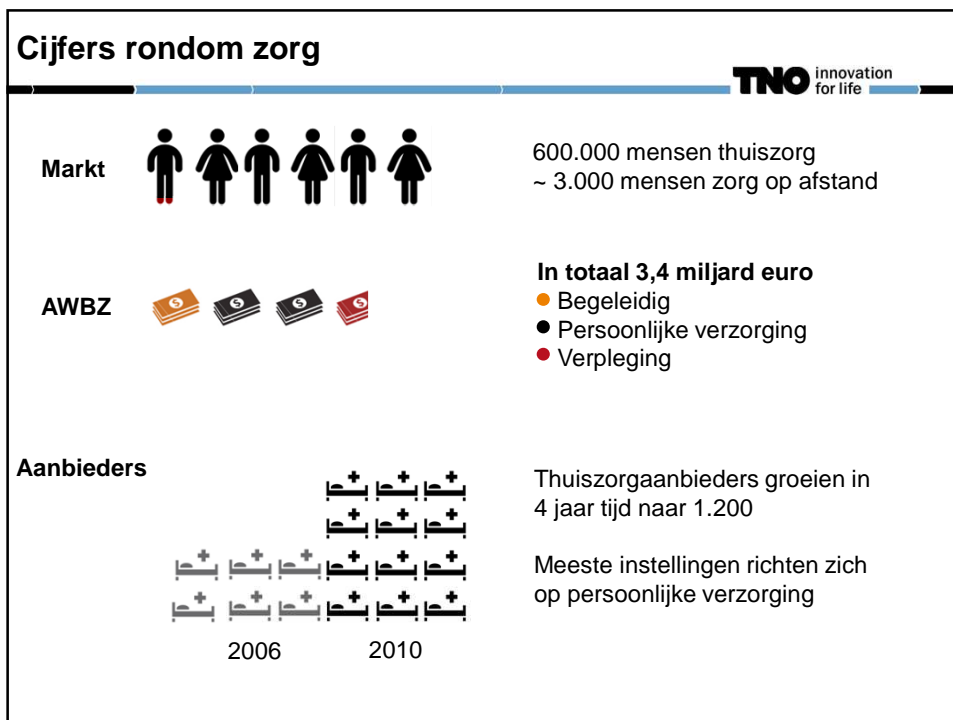 Cijfers rondom zorg
TNO innovation
for life
Markt
600.000 mensen thuiszorg
~ 3.000 mensen zorg op afstand
AWBZ
In totaal 3,4 miljard euro
Begeleidig
Persoonlijke verzorging
Verpleging
Aanbieders
Thuiszorgaanbieders groeien in
4 jaar tijd naar 1.200
Meeste instellingen richten zich
op persoonlijke verzorging
2006
2010